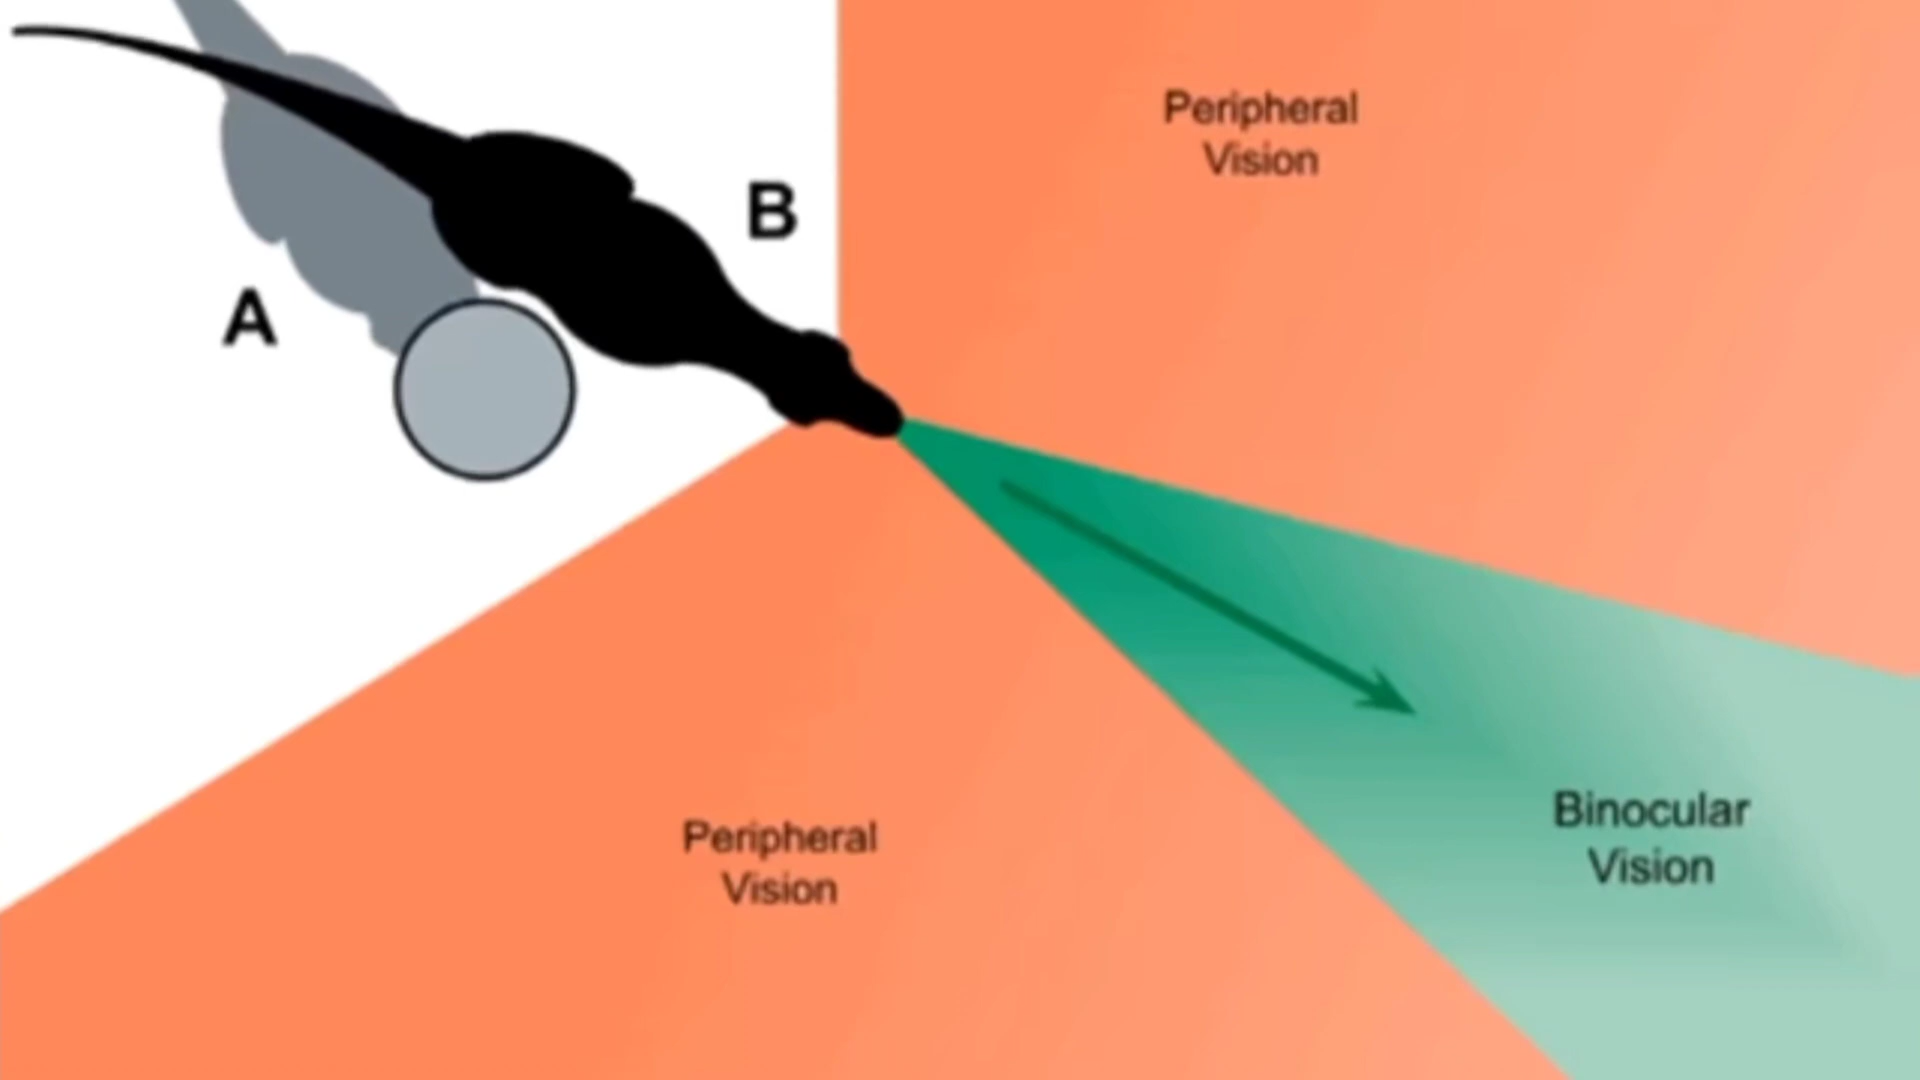 Peripheral
Vision
B
A
Peripheral
Vision
Binocular
Vision